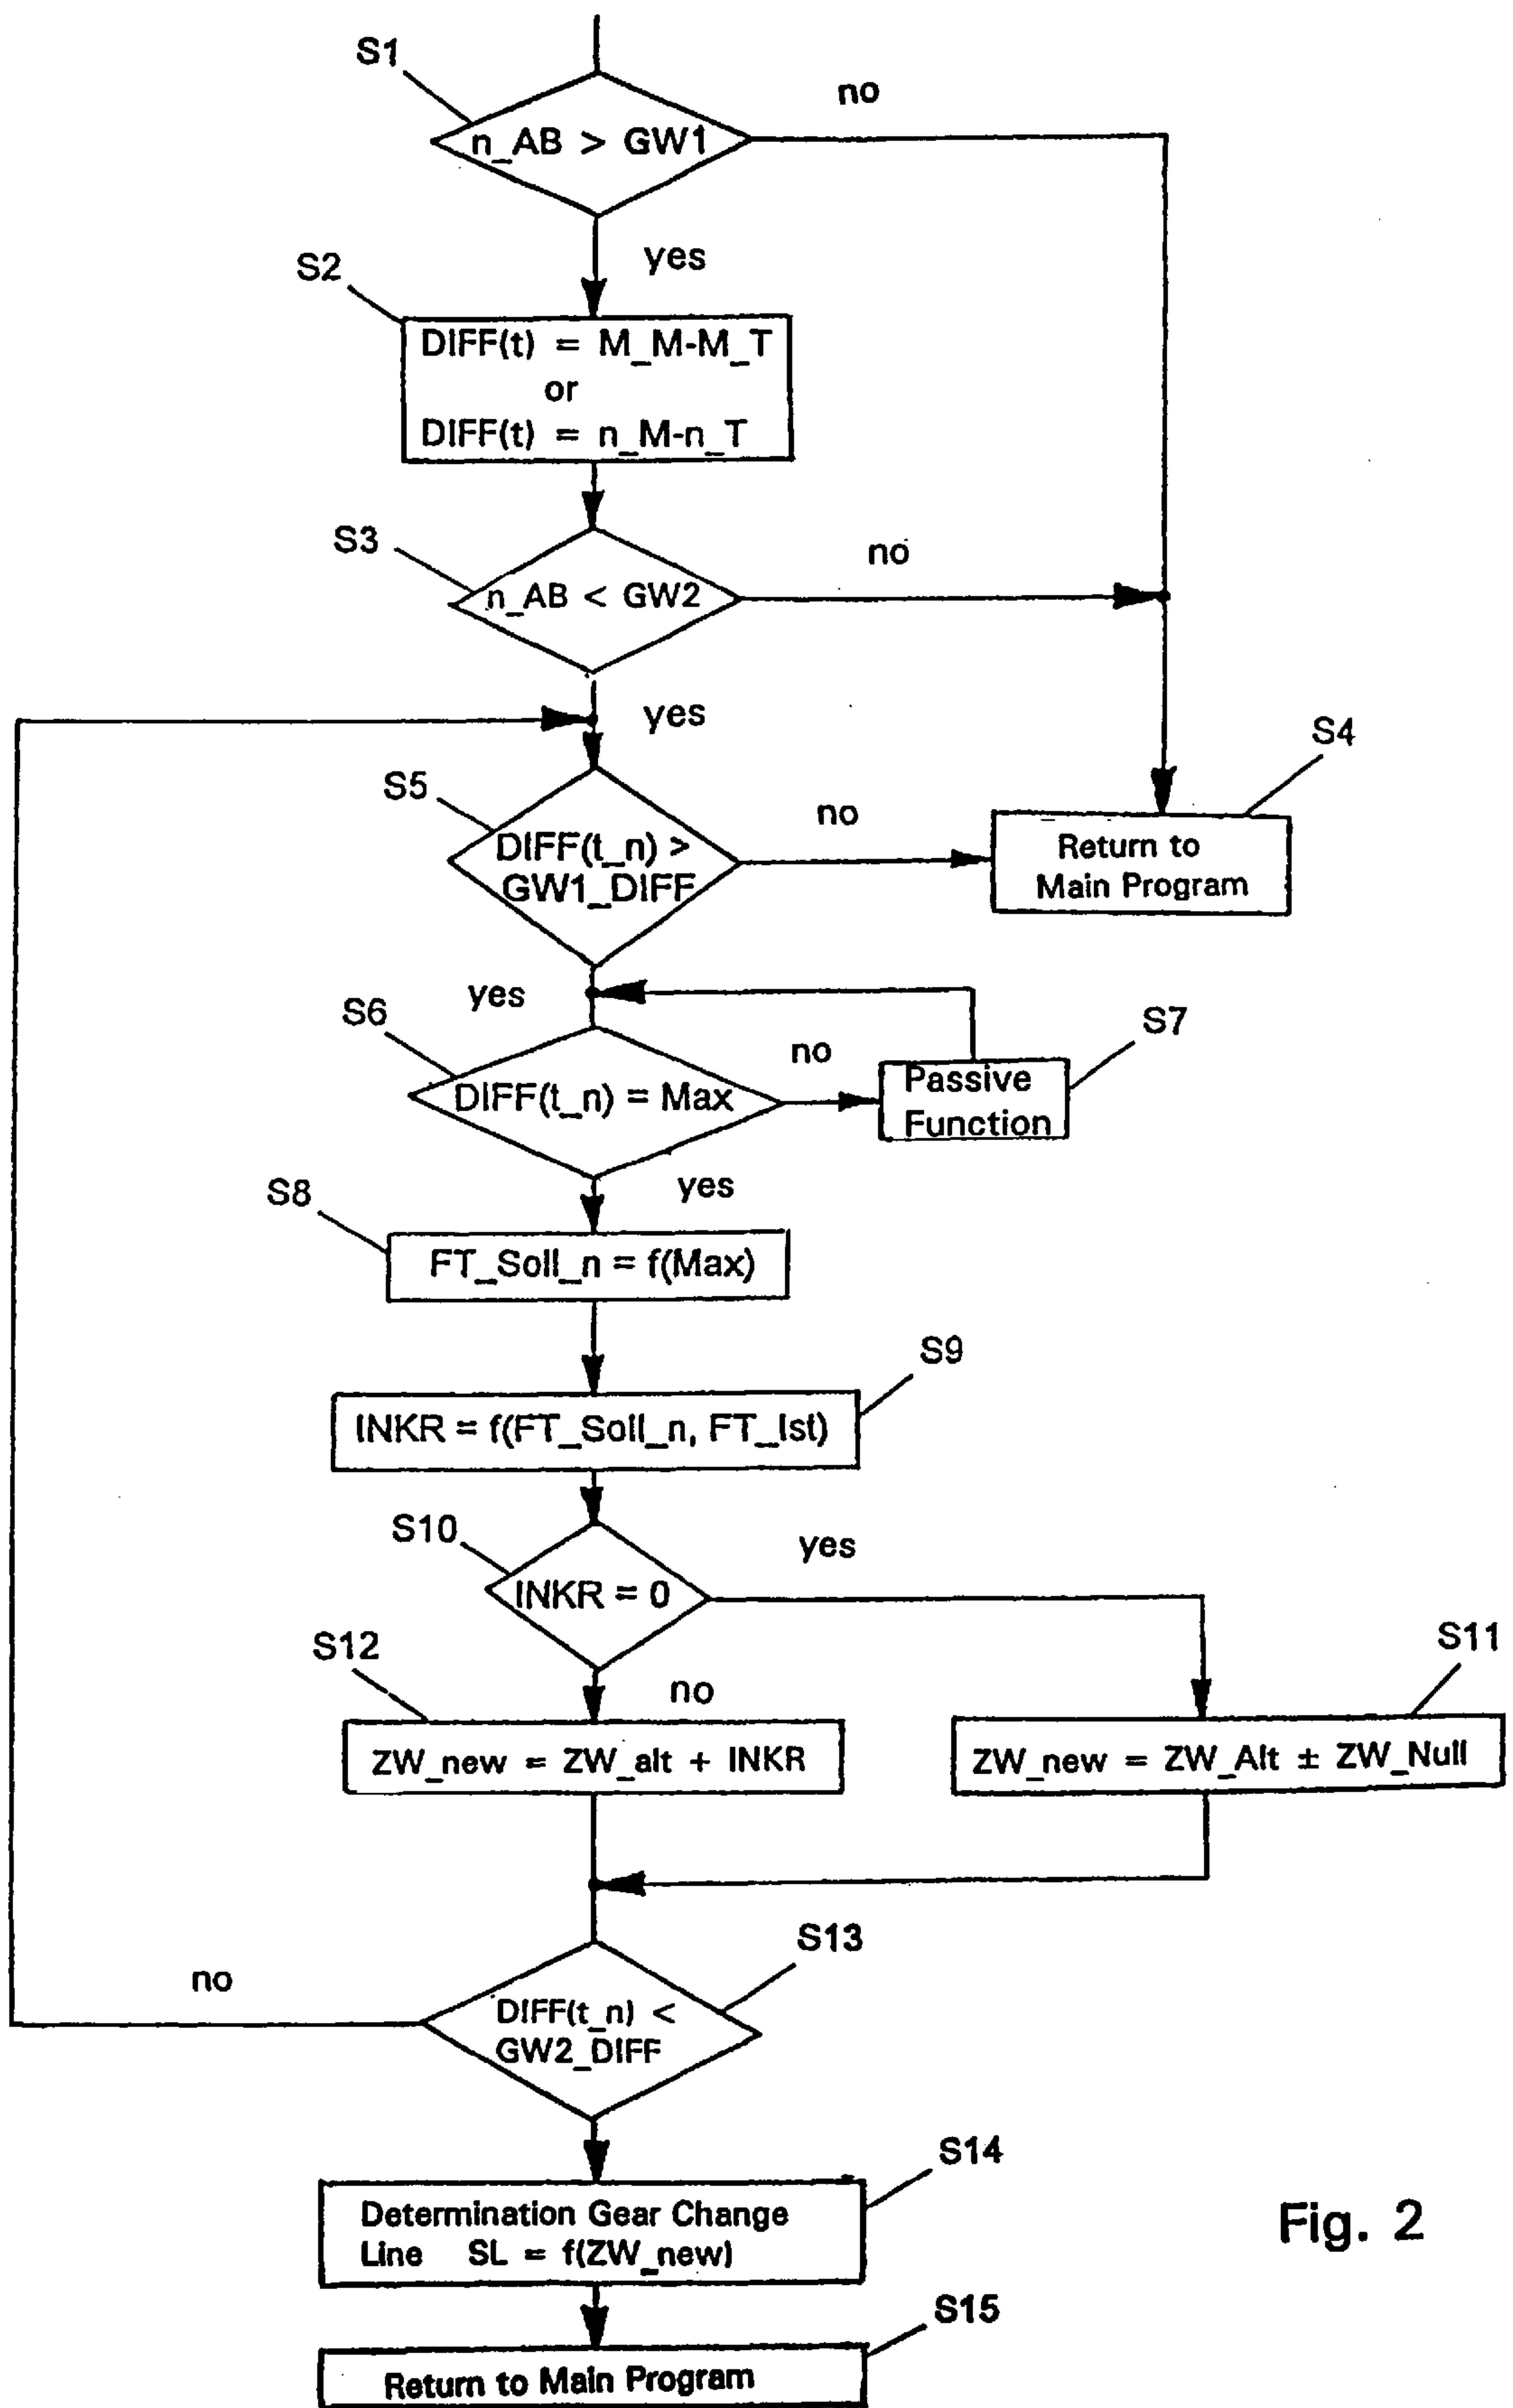 S1
no
n_AB > GW1
yes
S2
DIFF(t) = M_M-M_T
or
DIFF(t) = n_M-n_T
S3
no
n_AB < GW2
yes
S4
S5
no
DIFF(t_n) >
GW1_DIFF
Return to
Main Program
yes
S6
S7
no
DIFF(t_n) = Max
Passive
Function
yes
S8
FT_Soll_n = f(Max)
S9
INKR = f(FT_Soll_n, FT_Ist)
S10
yes
INKR = 0
S12
S11
no
ZW_new = ZW_alt + INKR
ZW_new = ZW_Alt ± ZW_Null
S13
no
DIFF(t_n) <
GW2_DIFF
S14
Determination Gear Change
Line SL = f(ZW_new)
Fig. 2
S15
Return to Main Program